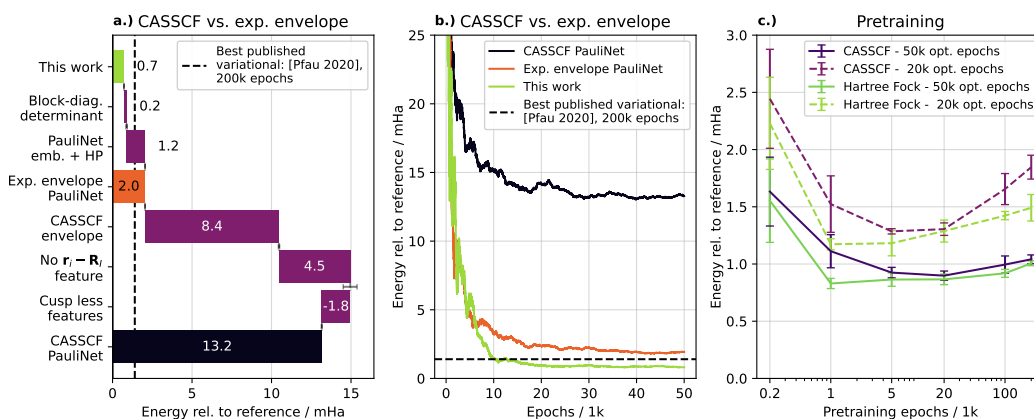 a.) CASSCF vs. exp. envelope
Best published
variational: [Pfau 2020],
200k epochs
This work
0.7
Block-diag.
determinant
0.2
PauliNet
emb. + HP
1.2
Exp. envelope
PauliNet
2.0
CASSCF
envelope
8.4
No r_i − R_I
feature
4.5
Cusp less
features
-1.8
CASSCF
PauliNet
13.2
0 5 10 15
Energy rel. to reference / mHa
b.) CASSCF vs. exp. envelope
CASSCF PauliNet
Exp. envelope PauliNet
This work
Best published variational:
[Pfau 2020], 200k epochs
25
20
15
10
5
0
Energy rel. to reference / mHa
0 10 20 30 40 50
Epochs / 1k
c.) Pretraining
CASSCF - 50k opt. epochs
CASSCF - 20k opt. epochs
Hartree Fock - 50k opt. epochs
Hartree Fock - 20k opt. epochs
3.0
2.5
2.0
1.5
1.0
0.5
0.0
Energy rel. to reference / mHa
0.2 1 5 20 100
Pretraining epochs / 1k